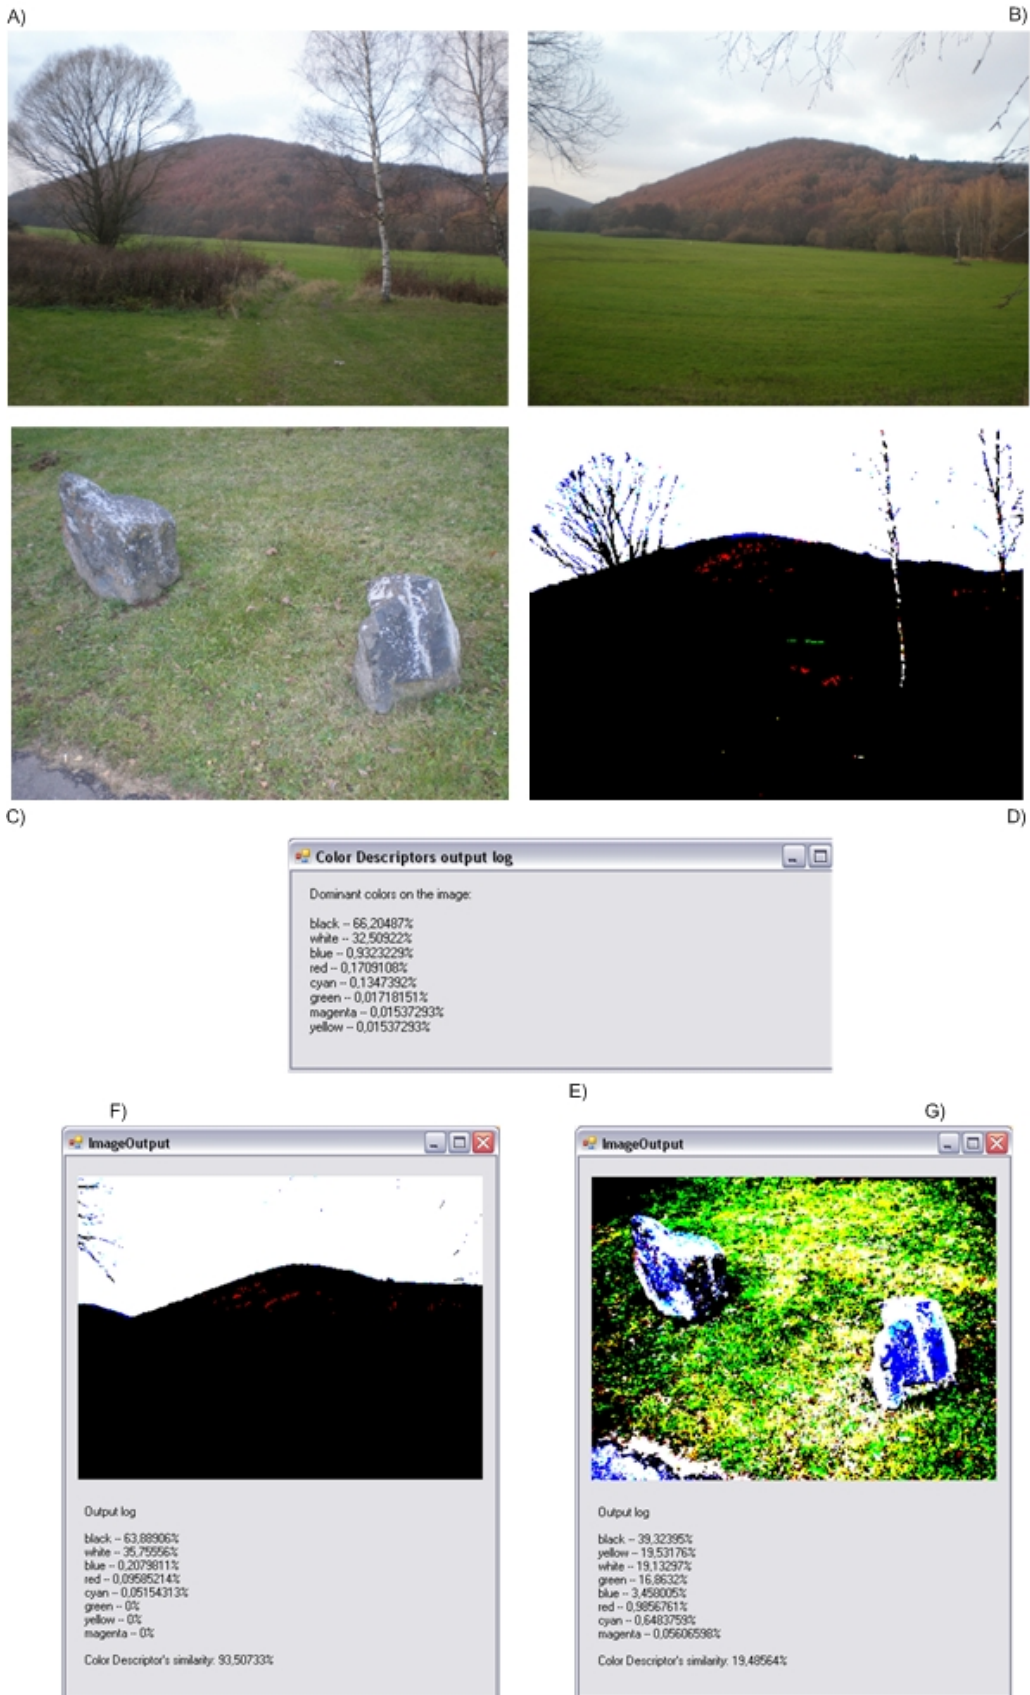 A)
B)
C)
D)
Color Descriptors output log
Dominant colors on the image:
black -- 66,20487%
white -- 32,50922%
blue -- 0,9323229%
red -- 0,1709108%
cyan -- 0,1347392%
green -- 0,01718151%
magenta -- 0,01537293%
yellow -- 0,01537293%
E)
F)
G)
ImageOutput
Output log
black -- 63,88906%
white -- 35,75556%
blue -- 0,2079811%
red -- 0,09585214%
cyan -- 0,05154313%
green -- 0%
yellow -- 0%
magenta -- 0%
Color Descriptor's similarity: 93,50733%
ImageOutput
Output log
black -- 39,32395%
yellow -- 19,53176%
white -- 19,13297%
green -- 16,8632%
blue -- 3,458005%
red -- 0,9856761%
cyan -- 0,6483759%
magenta -- 0,05606598%
Color Descriptor's similarity: 19,48564%